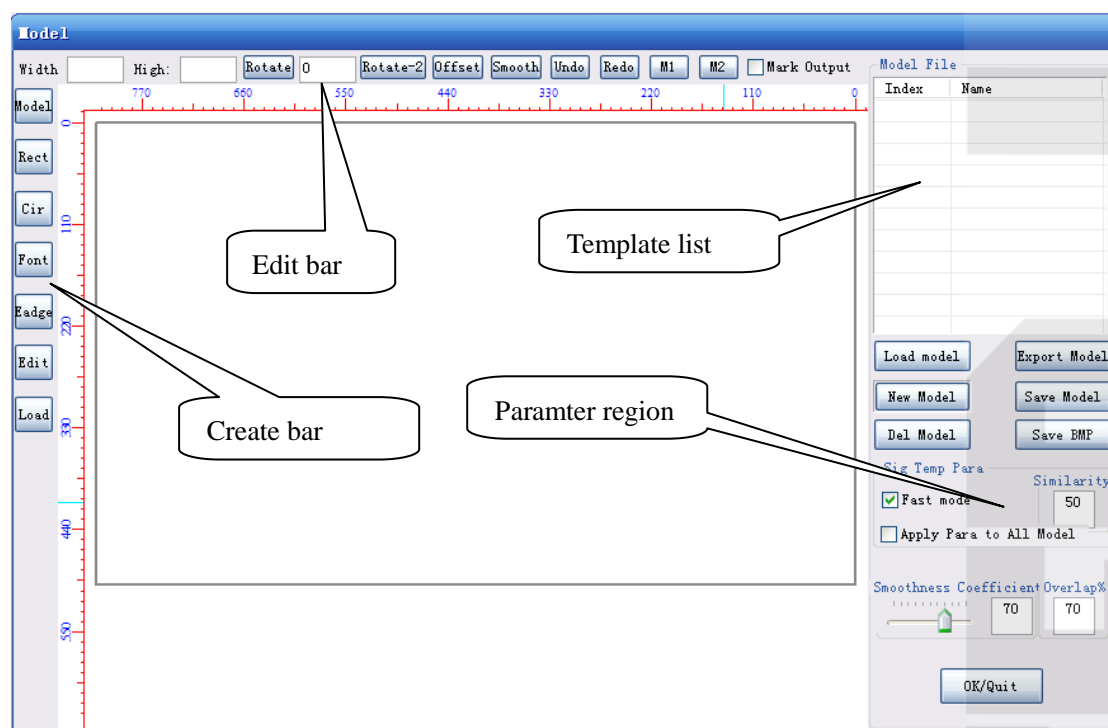 Model
Width High: Rotate 0 Rotate-2 Offset Smooth Undo Redo M1 M2 Mark Output
Model File
Index Name
770 660 550 440 330 220 110 0
Model
0
Rect
Cir
110
Font
Eadge
220
Edit
Load
330
440
550
Edit bar
Template list
Create bar
Paramter region
Load model Export Model
New Model Save Model
Del Model Save BMP
Sig Temp Para
Similarity
Fast mode 50
Apply Para to All Model
Smoothness Coefficient Overlap%
70 70
OK/Quit